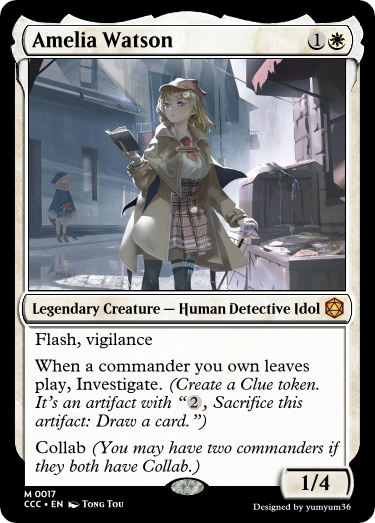 Amelia Watson 1
Legendary Creature — Human Detective Idol
Flash, vigilance
When a commander you own leaves
play, Investigate. (Create a Clue token.
It's an artifact with “2, Sacrifice this
artifact: Draw a card.”)
Collab (You may have two commanders if
they both have Collab.)
1/4
M 0017
CCC • EN Tong Tou
Designed by yumyum36